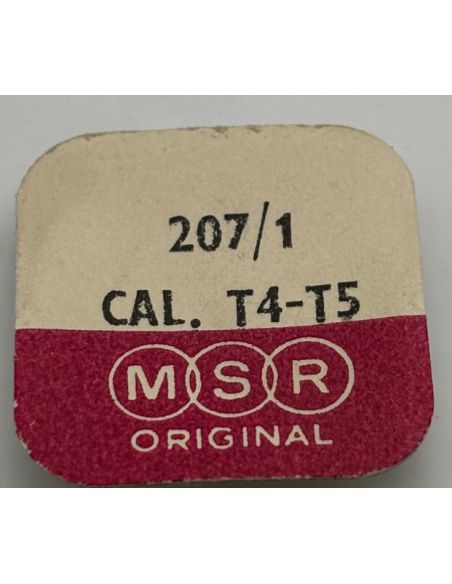 207/1
CAL. T4-T5
MSR
ORIGINAL